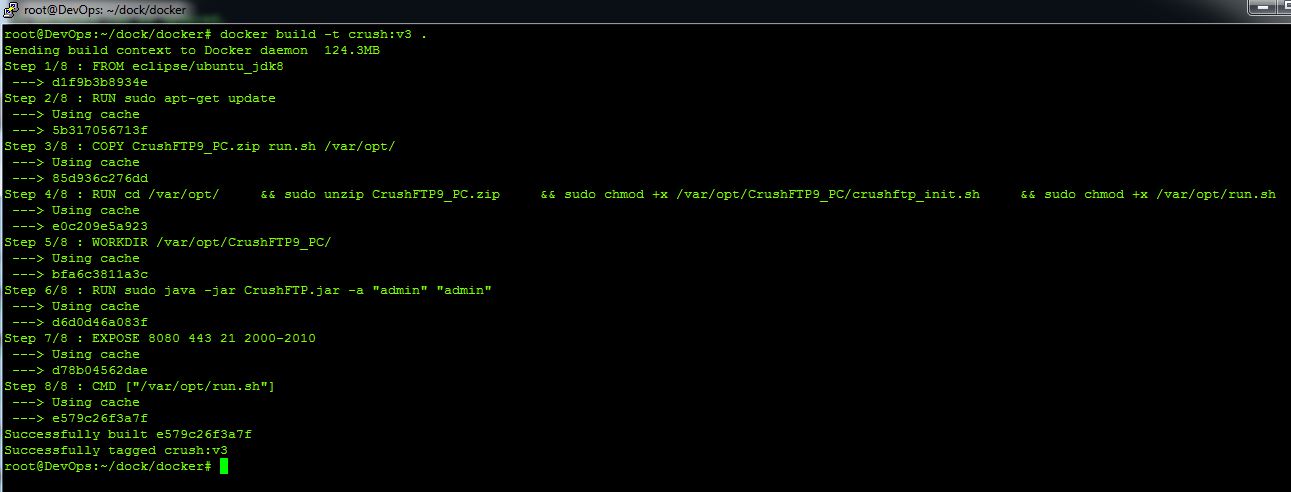 root@DevOps: ~/dock/docker
root@DevOps:~/dock/docker# docker build -t crush:v3 .
Sending build context to Docker daemon  124.3MB
Step 1/8 : FROM eclipse/ubuntu_jdk8
 ---> d1f9b3b8934e
Step 2/8 : RUN sudo apt-get update
 ---> Using cache
 ---> 5b317056713f
Step 3/8 : COPY CrushFTP9_PC.zip run.sh /var/opt/
 ---> Using cache
 ---> 85d936c276dd
Step 4/8 : RUN cd /var/opt/     && sudo unzip CrushFTP9_PC.zip     && sudo chmod +x /var/opt/CrushFTP9_PC/crushftp_init.sh     && sudo chmod +x /var/opt/run.sh
 ---> Using cache
 ---> e0c209e5a923
Step 5/8 : WORKDIR /var/opt/CrushFTP9_PC/
 ---> Using cache
 ---> bfa6c3811a3c
Step 6/8 : RUN sudo java -jar CrushFTP.jar -a "admin" "admin"
 ---> Using cache
 ---> d6d0d46a083f
Step 7/8 : EXPOSE 8080 443 21 2000-2010
 ---> Using cache
 ---> d78b04562dae
Step 8/8 : CMD ["/var/opt/run.sh"]
 ---> Using cache
 ---> e579c26f3a7f
Successfully built e579c26f3a7f
Successfully tagged crush:v3
root@DevOps:~/dock/docker#